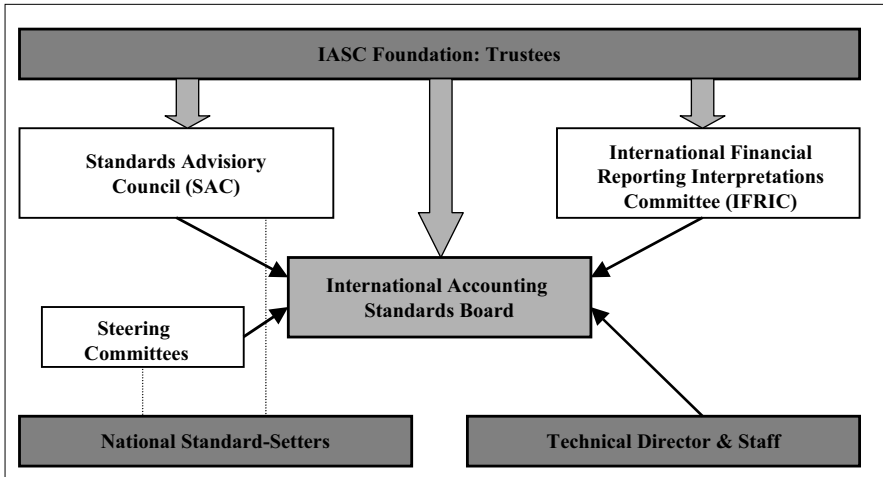 IASC Foundation: Trustees
Standards Advisiory
Council (SAC)
International Financial
Reporting Interpretations
Committee (IFRIC)
International Accounting
Standards Board
Steering
Committees
National Standard-Setters
Technical Director & Staff